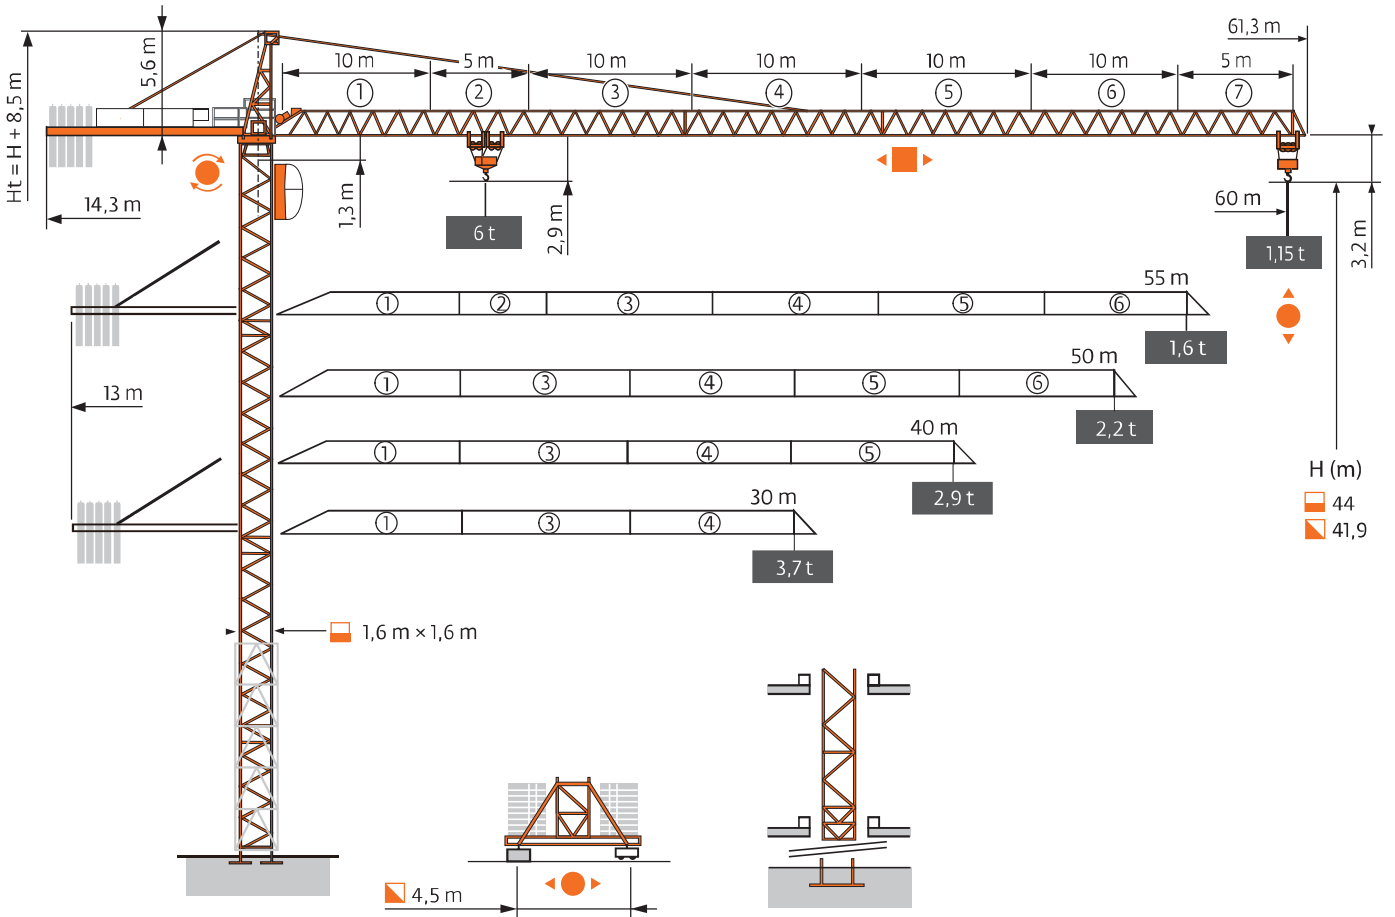 61,3 m
Ht = H + 8,5 m
5,6 m
10 m 5 m 10 m 10 m 10 m 10 m 5 m
1 2 3 4 5 6 7
14,3 m
1,3 m
6 t
2,9 m
60 m
1,15 t
3,2 m
55 m
1 2 3 4 5 6
1,6 t
50 m
1 3 4 5 6
13 m
2,2 t
40 m
1 3 4 5
2,9 t
H (m)
44
41,9
30 m
1 3 4
3,7 t
1,6 m × 1,6 m
4,5 m